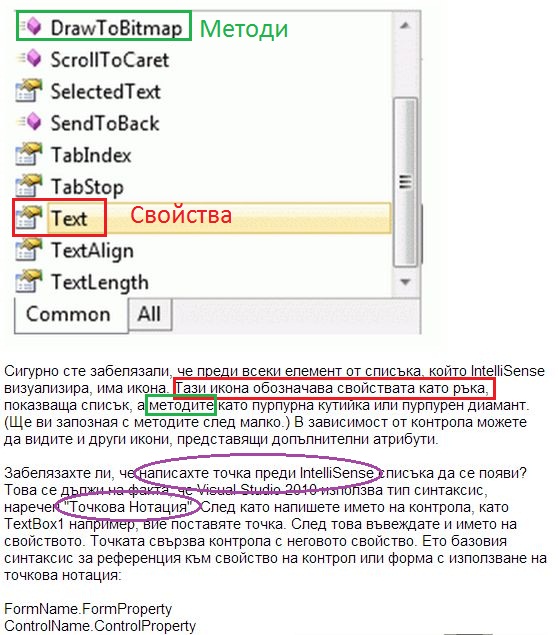 DrawToBitmap Методи
ScrollToCaret
SelectedText
SendToBack
TabIndex
TabStop
Text Свойства
TextAlign
TextLength
Common All
Сигурно сте забелязали, че преди всеки елемент от списъка, който IntelliSense
визуализира, има икона. Тази икона обозначава свойствата като ръка,
показваща списък, а методите като пурпурна кутийка или пурпурен диамант.
(Ще ви запозная с методите след малко.) В зависимост от контрола можете
да видите и други икони, представящи допълнителни атрибути.
Забелязахте ли, че написахте точка преди IntelliSense списъка да се появи?
Това се дължи на факта, че Visual Studio 2010 използва тип синтаксис,
наречен "Точкова Нотация". След като напишете името на контрола, като
TextBox1 например, вие поставяте точка. След това въвеждате и името на
свойството. Точката свързва контрола с неговото свойство. Ето базовия
синтаксис за референция към свойство на контрол или форма с използване на
точкова нотация:
FormName.FormProperty
ControlName.ControlProperty